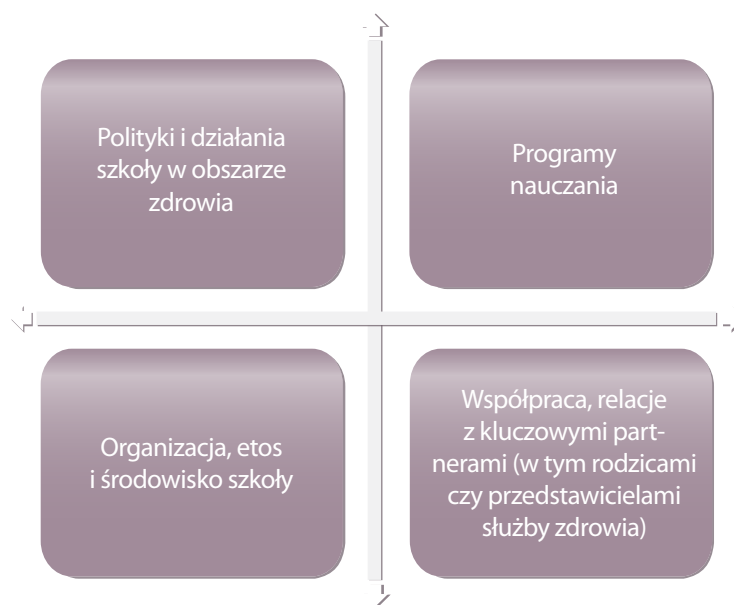 Polityki i działania
szkoły w obszarze
zdrowia
Programy
nauczania
Organizacja, etos
i środowisko szkoły
Współpraca, relacje
z kluczowymi part-
nerami (w tym rodzicami
czy przedstawicielami
służby zdrowia)